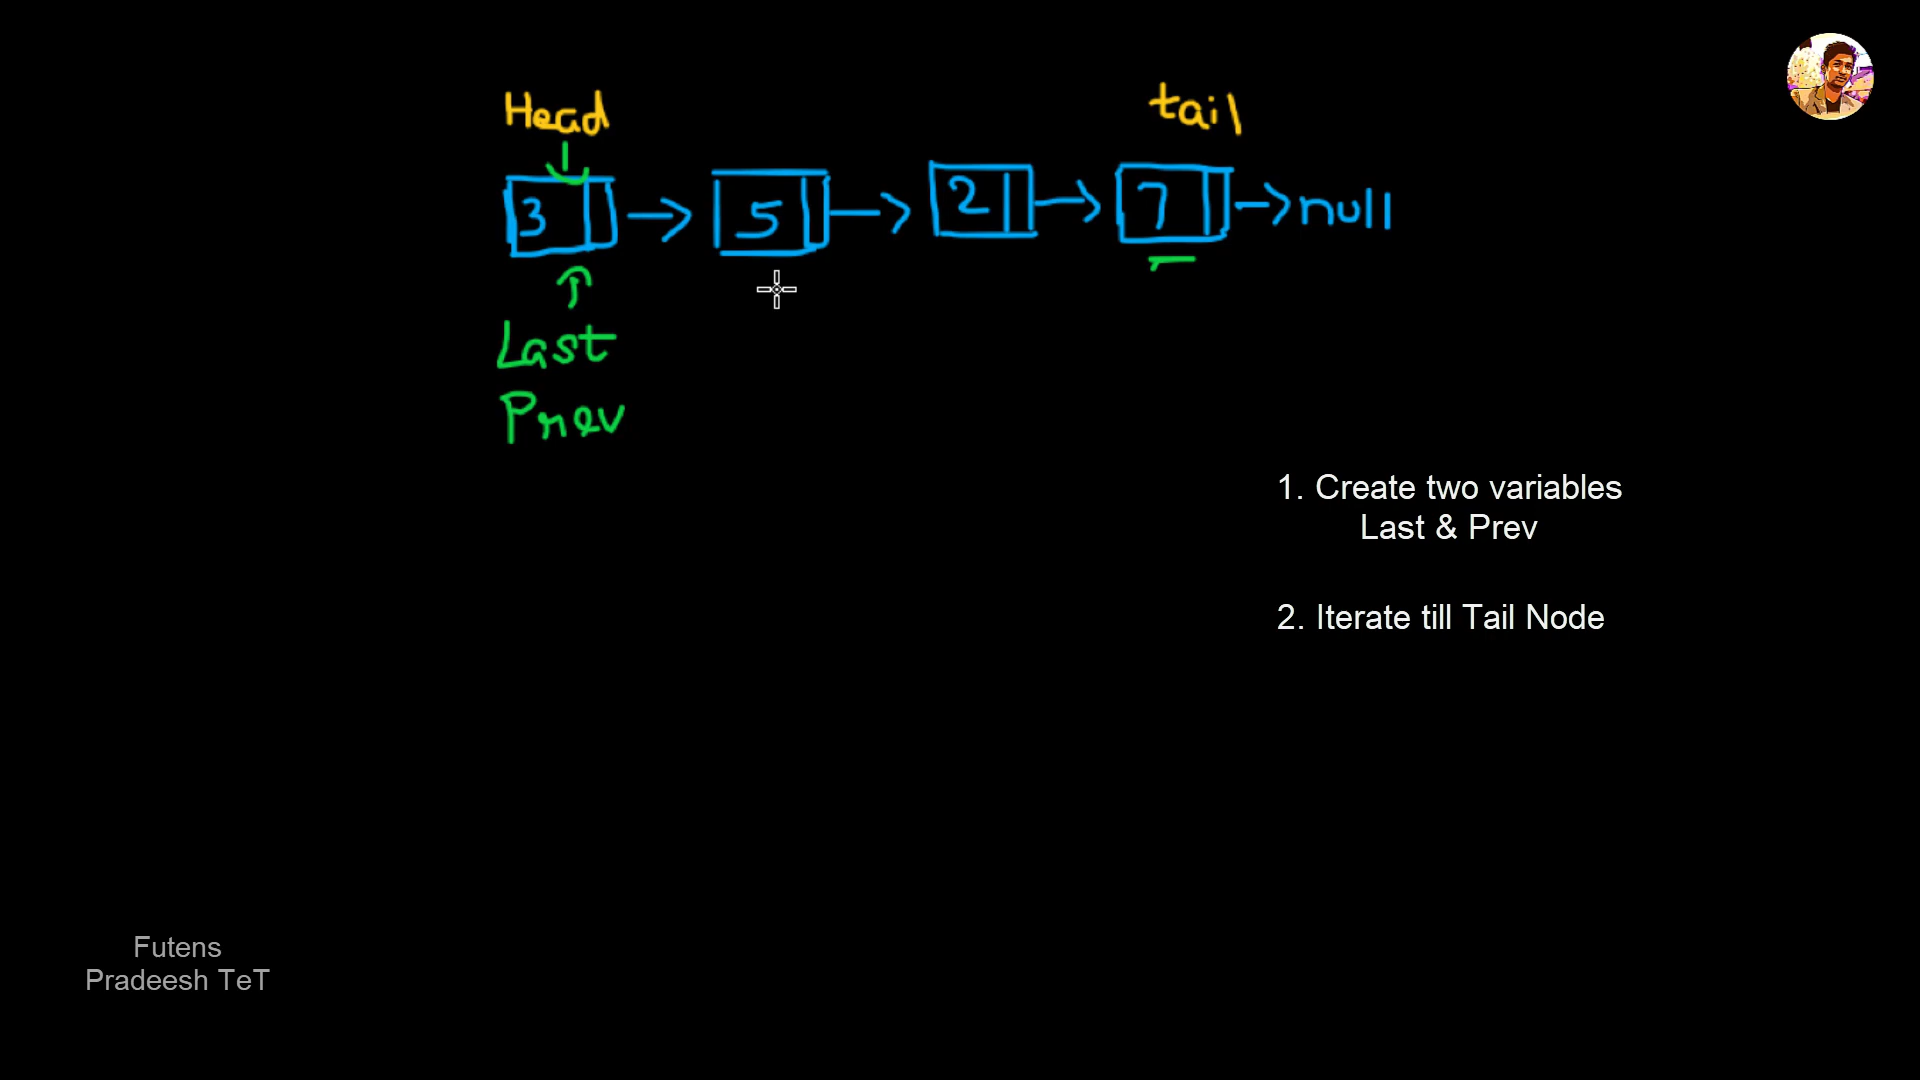 Head tail
3 5 2 7 null
Last
Prev
1. Create two variables
Last & Prev
2. Iterate till Tail Node
Futens
Pradeesh TeT